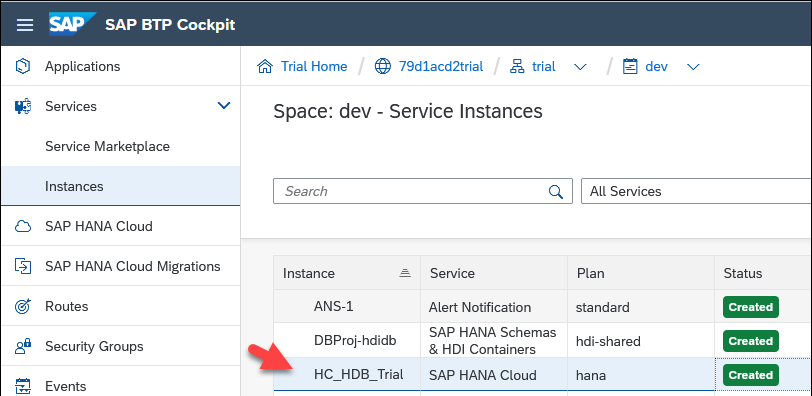 SAP SAP BTP Cockpit
Applications
Trial Home / 79d1acd2trial / trial / dev
Services
Space: dev - Service Instances
Service Marketplace
Instances
Search
All Services
SAP HANA Cloud
SAP HANA Cloud Migrations
Instance Service Plan Status
Routes
ANS-1 Alert Notification standard Created
Security Groups
DBProj-hdidb SAP HANA Schemas
& HDI Containers hdi-shared Created
HC_HDB_Trial SAP HANA Cloud hana Created
Events